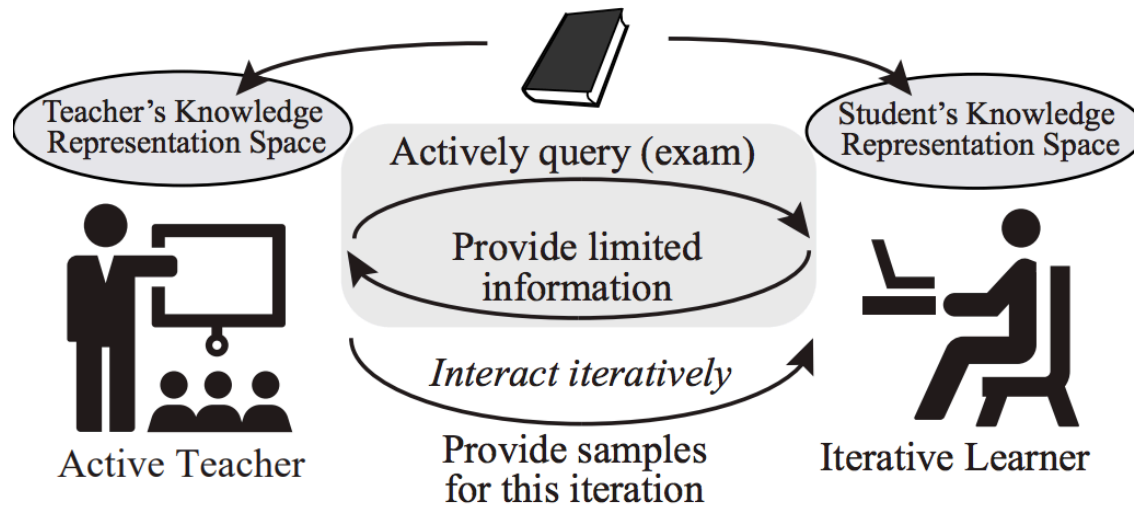 Teacher's Knowledge
Representation Space
Student's Knowledge
Representation Space
Actively query (exam)
Provide limited
information
Interact iteratively
Provide samples
for this iteration
Active Teacher
Iterative Learner